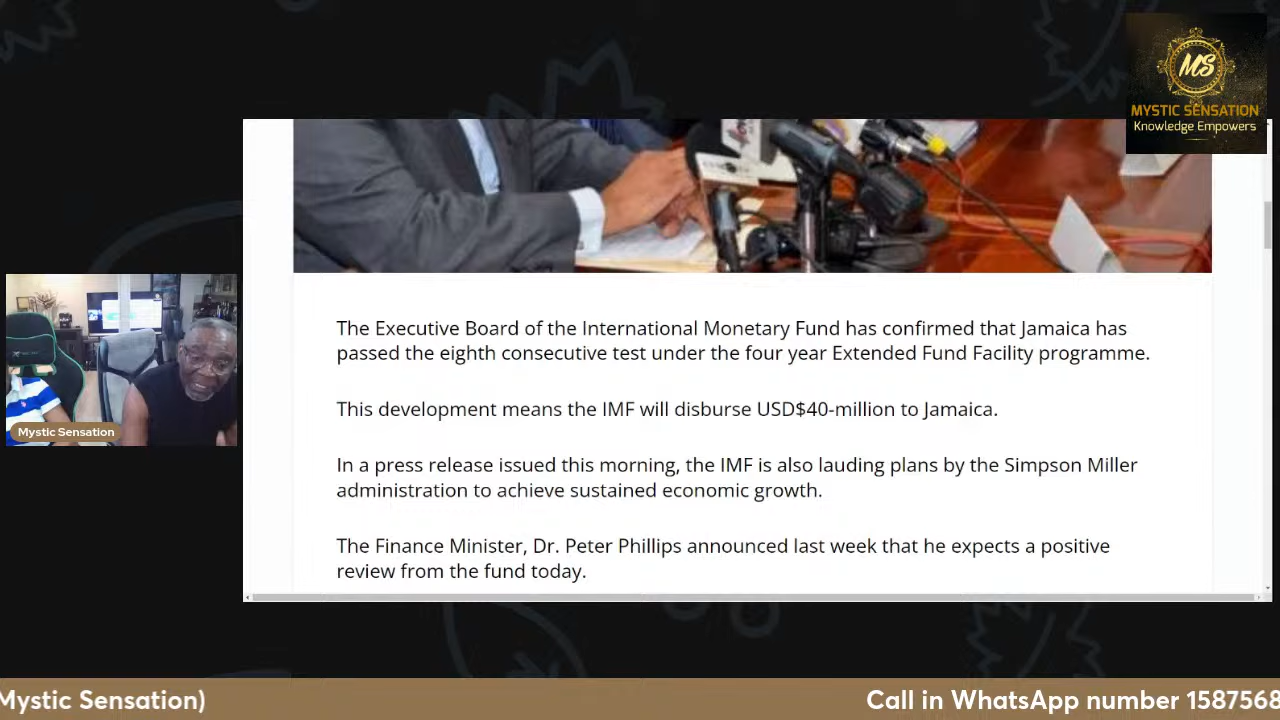 MS
MYSTIC SENSATION
Knowledge Empowers
The Executive Board of the International Monetary Fund has confirmed that Jamaica has
passed the eighth consecutive test under the four year Extended Fund Facility programme.
This development means the IMF will disburse USD$40-million to Jamaica.
In a press release issued this morning, the IMF is also lauding plans by the Simpson Miller
administration to achieve sustained economic growth.
The Finance Minister, Dr. Peter Phillips announced last week that he expects a positive
review from the fund today.
Mystic Sensation
Mystic Sensation)
Call in WhatsApp number 1587568